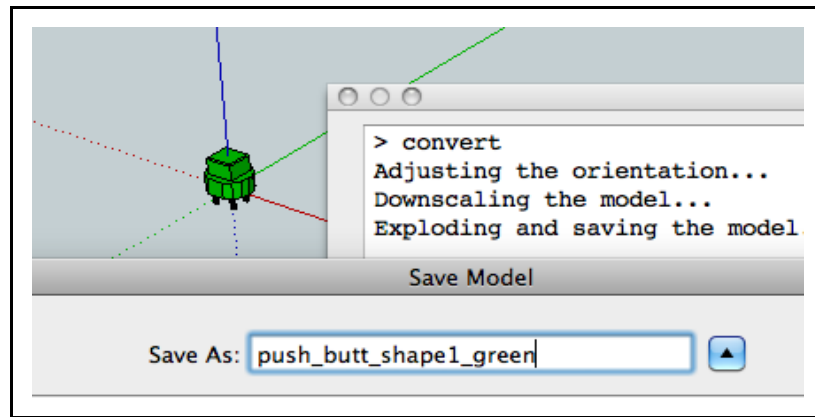 > convert
Adjusting the orientation...
Downscaling the model...
Exploding and saving the model.
Save Model
Save As: push_butt_shape1_green